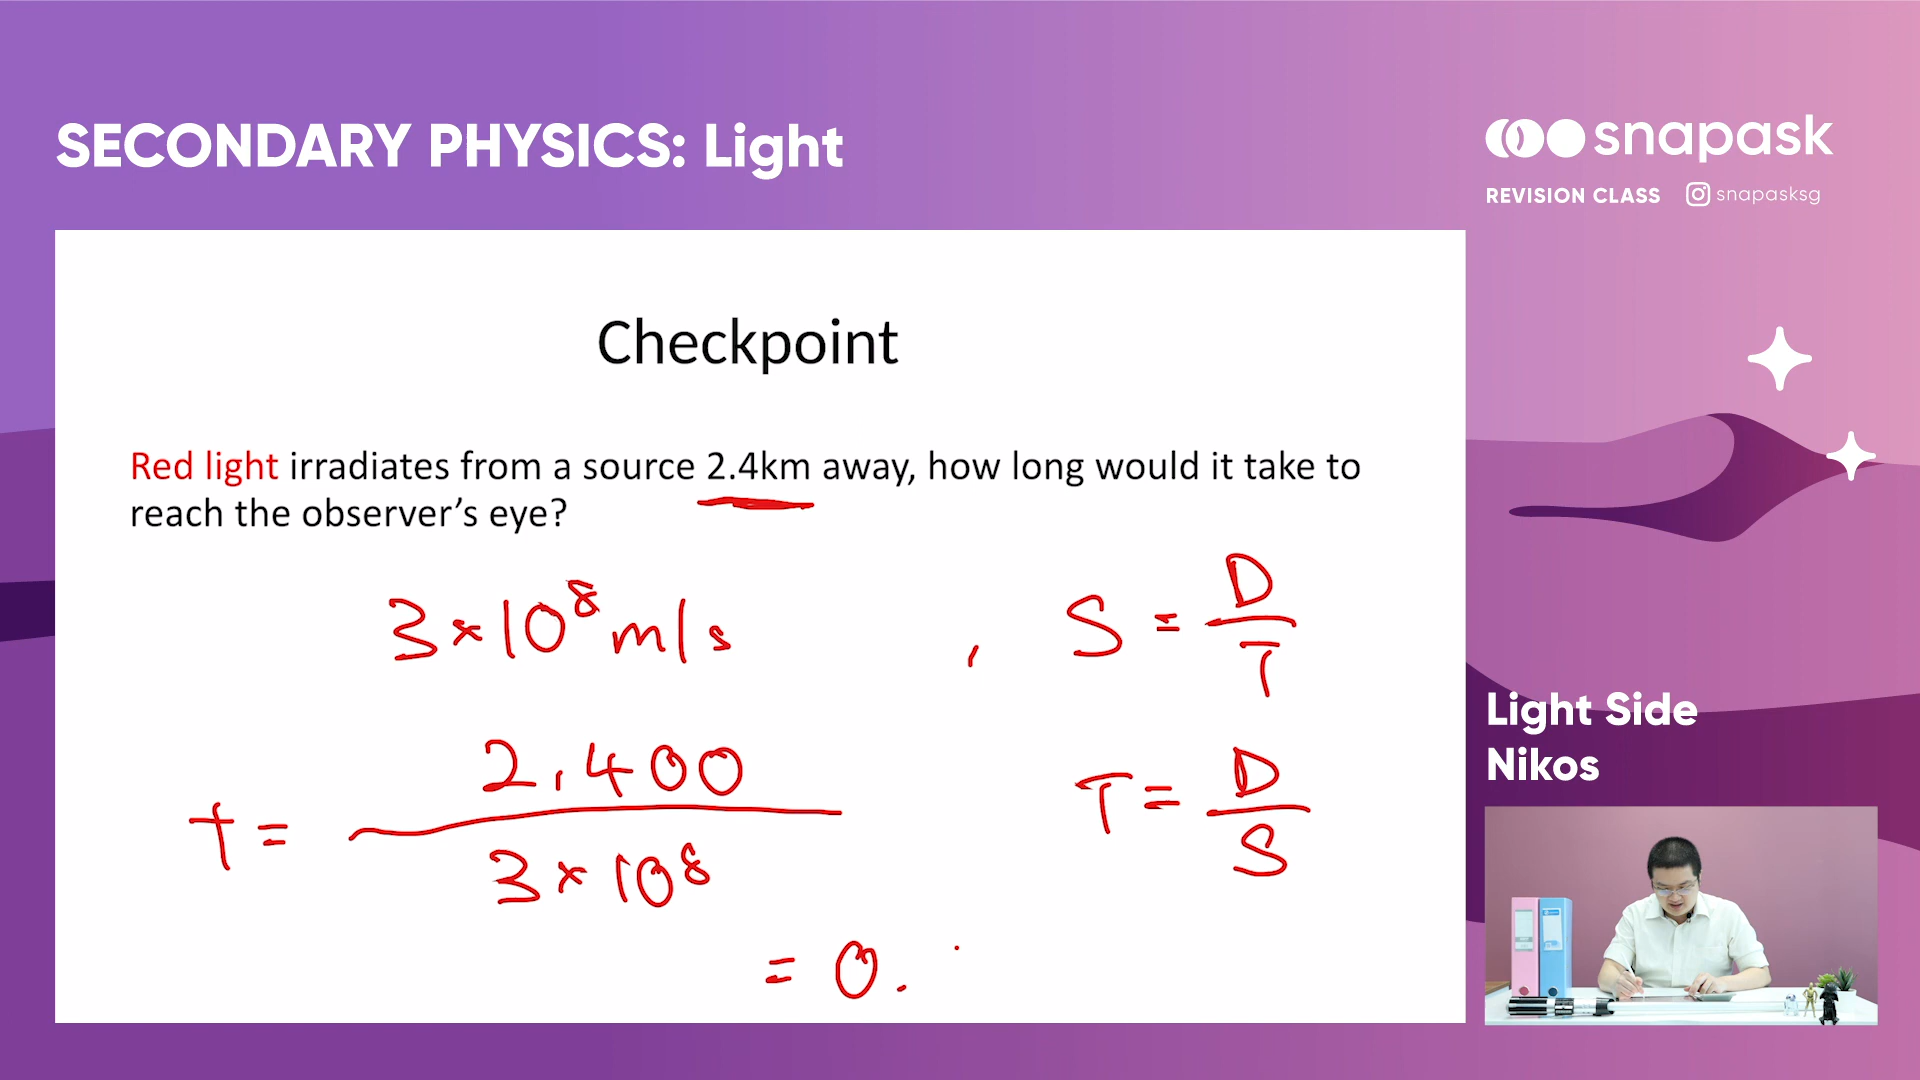 SECONDARY PHYSICS: Light
snapask
REVISION CLASS snapasksg
Checkpoint
Red light irradiates from a source 2.4km away, how long would it take to
reach the observer's eye?
3×10⁸ m/s , S = D/T
t = 2,400/3×10⁸ T = D/S
= 0.
Light Side
Nikos